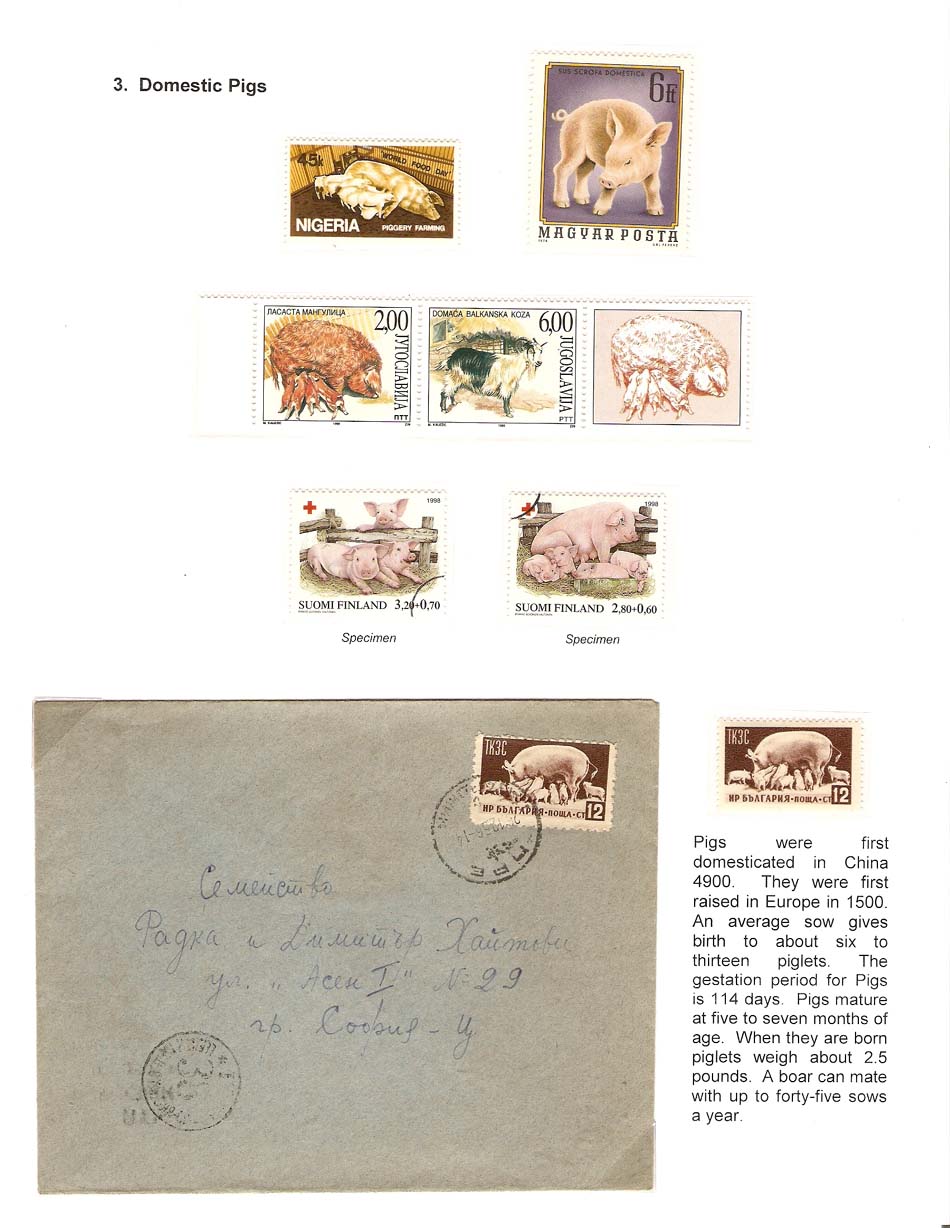 3. Domestic Pigs
SUS SCROFA DOMESTICA
6 Ft
MAGYAR POSTA
1974
45k
WORLD FOOD DAY
NIGERIA
PIGGERY FARMING
ЛАСАСТА МАНГУЛИЦА
2,00
ЈУГОСЛАВИЈА
ПТТ
DOMAĆA BALKANSKA KOZA
6,00
JUGOSLAVIJA
PTT
1998
SUOMI FINLAND 3,20+0,70
Specimen
1998
SUOMI FINLAND 2,80+0,60
Specimen
ТКЗС
НР БЪЛГАРИЯ·ПОЩА·СТ 12
ТКЗС
НР БЪЛГАРИЯ·ПОЩА·СТ 12
Семейство
Радка и Димитър Хайтови
ул. „Асен I" № 29
гр. София - Ц.
Pigs were first
domesticated in China
4900. They were first
raised in Europe in 1500.
An average sow gives
birth to about six to
thirteen piglets. The
gestation period for Pigs
is 114 days. Pigs mature
at five to seven months of
age. When they are born
piglets weigh about 2.5
pounds. A boar can mate
with up to forty-five sows
a year.